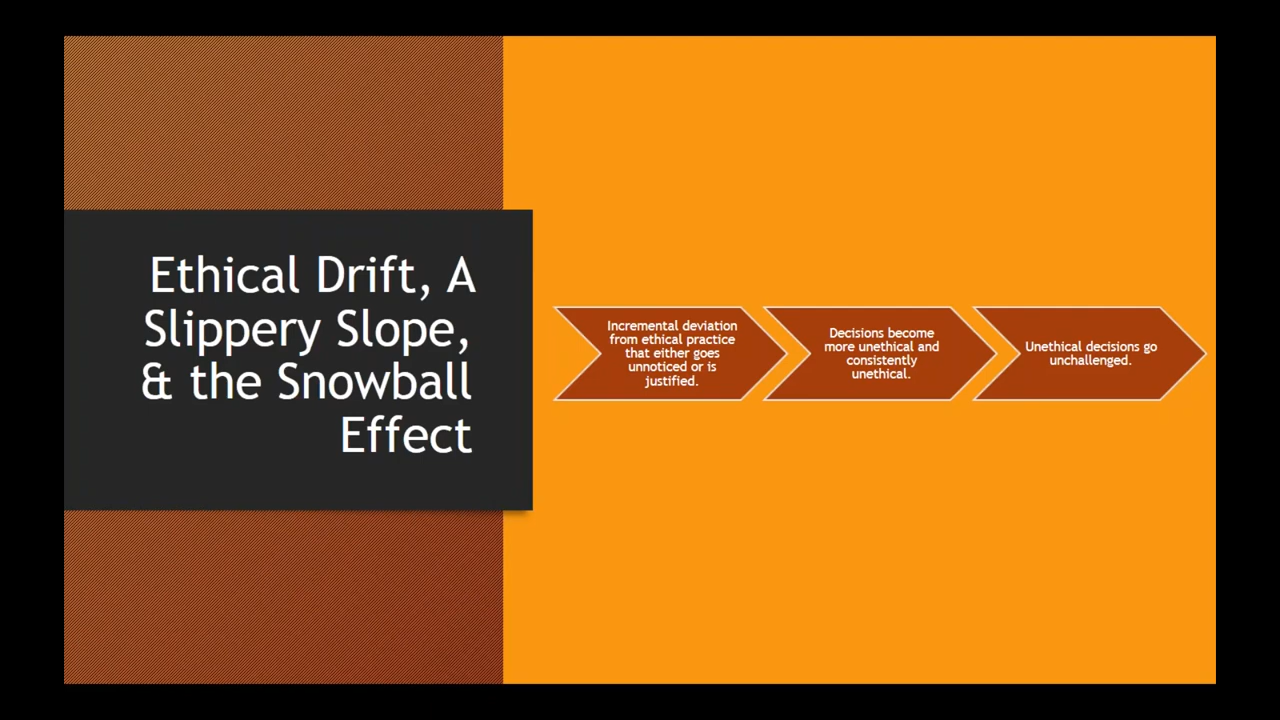 Ethical Drift, A
Slippery Slope,
& the Snowball
Effect
Incremental deviation
from ethical practice
that either goes
unnoticed or is
justified.
Decisions become
more unethical and
consistently
unethical.
Unethical decisions go
unchallenged.